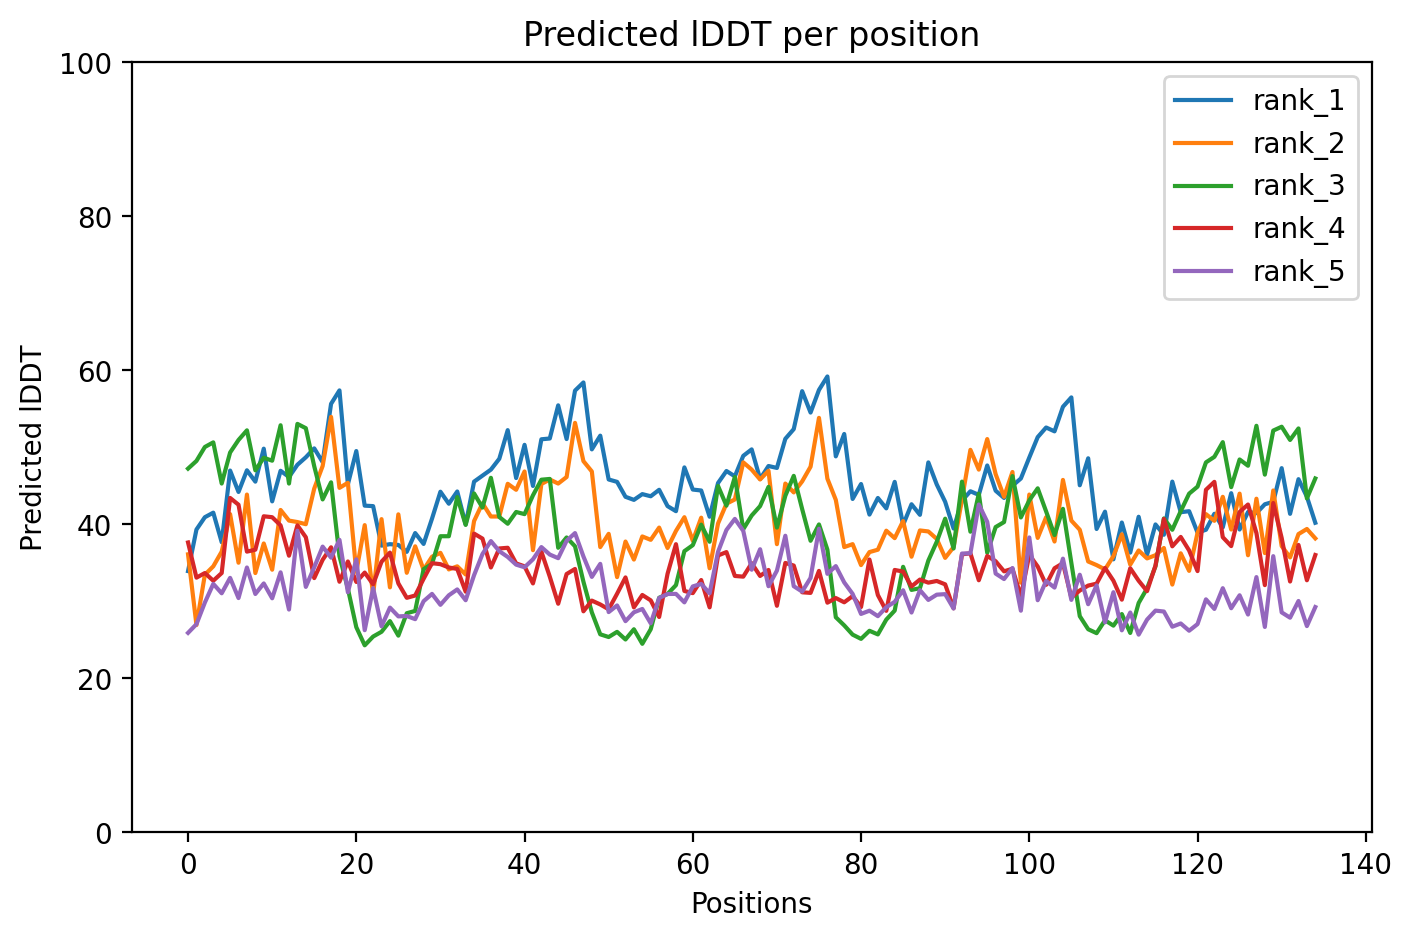 Predicted lDDT per position
100
80
60
40
20
0
Predicted lDDT
rank_1
rank_2
rank_3
rank_4
rank_5
0 20 40 60 80 100 120 140
Positions